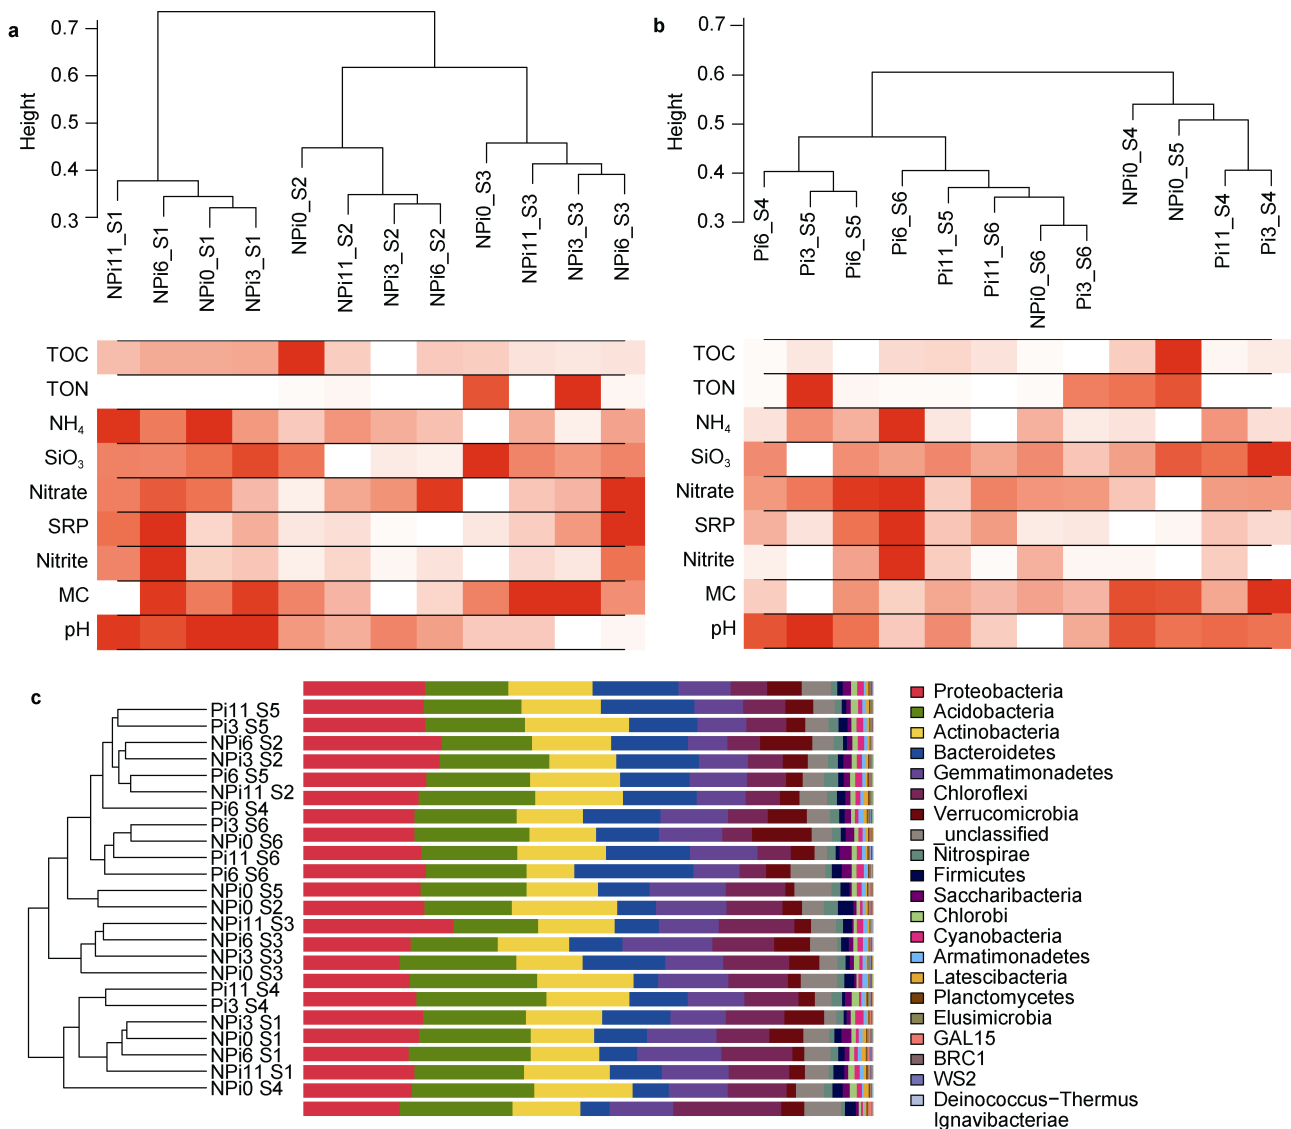 a
Height
0.7
0.6
0.5
0.4
0.3
NPi11_S1
NPi6_S1
NPi0_S1
NPi3_S1
NPi0_S2
NPi11_S2
NPi3_S2
NPi6_S2
NPi0_S3
NPi11_S3
NPi3_S3
NPi6_S3
TOC
TON
NH4
SiO3
Nitrate
SRP
Nitrite
MC
pH
b
Height
0.7
0.6
0.5
0.4
0.3
Pi6_S4
Pi3_S5
Pi6_S5
Pi6_S6
Pi11_S5
Pi11_S6
NPi0_S6
Pi3_S6
NPi0_S4
NPi0_S5
Pi11_S4
Pi3_S4
TOC
TON
NH4
SiO3
Nitrate
SRP
Nitrite
MC
pH
c
Pi11 S5
Pi3 S5
NPi6 S2
NPi3 S2
Pi6 S5
NPi11 S2
Pi6 S4
Pi3 S6
NPi0 S6
Pi11 S6
Pi6 S6
NPi0 S5
NPi0 S2
NPi11 S3
NPi6 S3
NPi3 S3
NPi0 S3
Pi11 S4
Pi3 S4
NPi3 S1
NPi0 S1
NPi6 S1
NPi11 S1
NPi0 S4
Proteobacteria
Acidobacteria
Actinobacteria
Bacteroidetes
Gemmatimonadetes
Chloroflexi
Verrucomicrobia
_unclassified
Nitrospirae
Firmicutes
Saccharibacteria
Chlorobi
Cyanobacteria
Armatimonadetes
Latescibacteria
Planctomycetes
Elusimicrobia
GAL15
BRC1
WS2
Deinococcus−Thermus
Ignavibacteriae